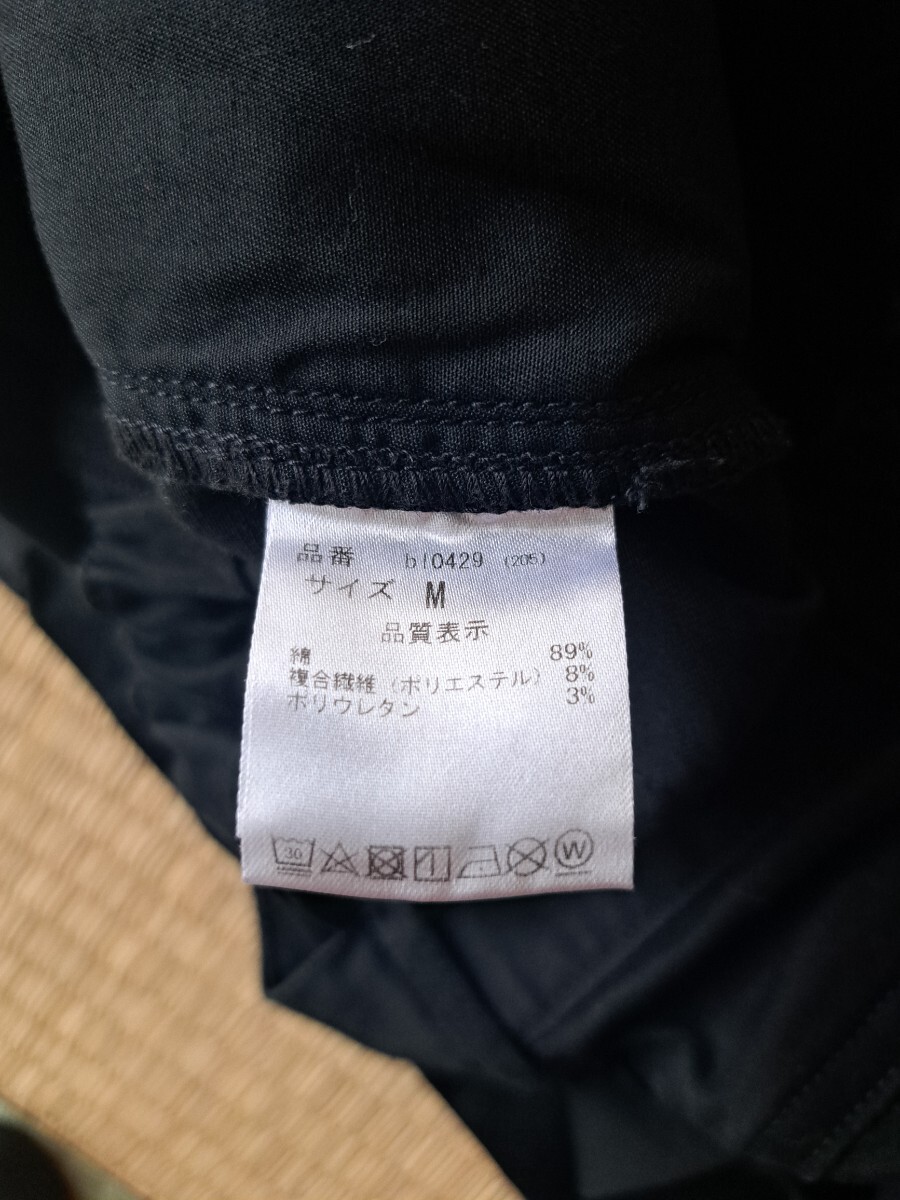 品番 bl0429 (205)
サイズ M
品質表示
綿 89%
複合繊維(ポリエステル) 8%
ポリウレタン 3%
30 W